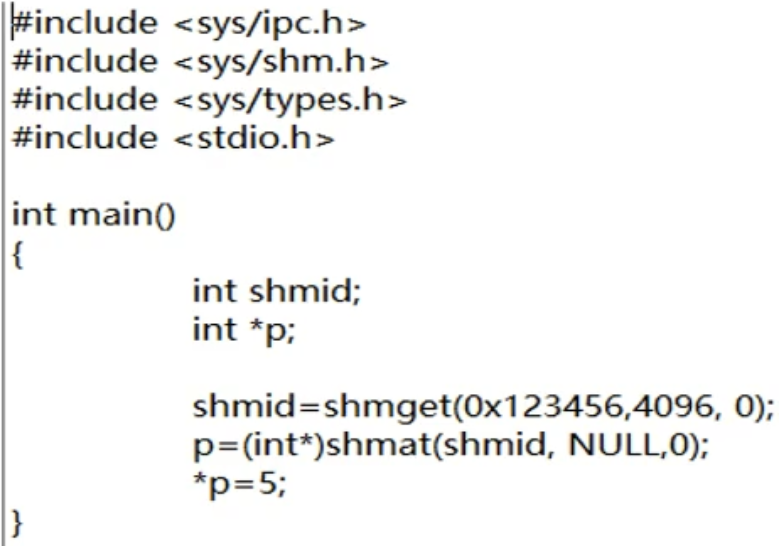 #include <sys/ipc.h>
#include <sys/shm.h>
#include <sys/types.h>
#include <stdio.h>
int main()
{
int shmid;
int *p;
shmid=shmget(0x123456,4096, 0);
p=(int*)shmat(shmid, NULL,0);
*p=5;
}